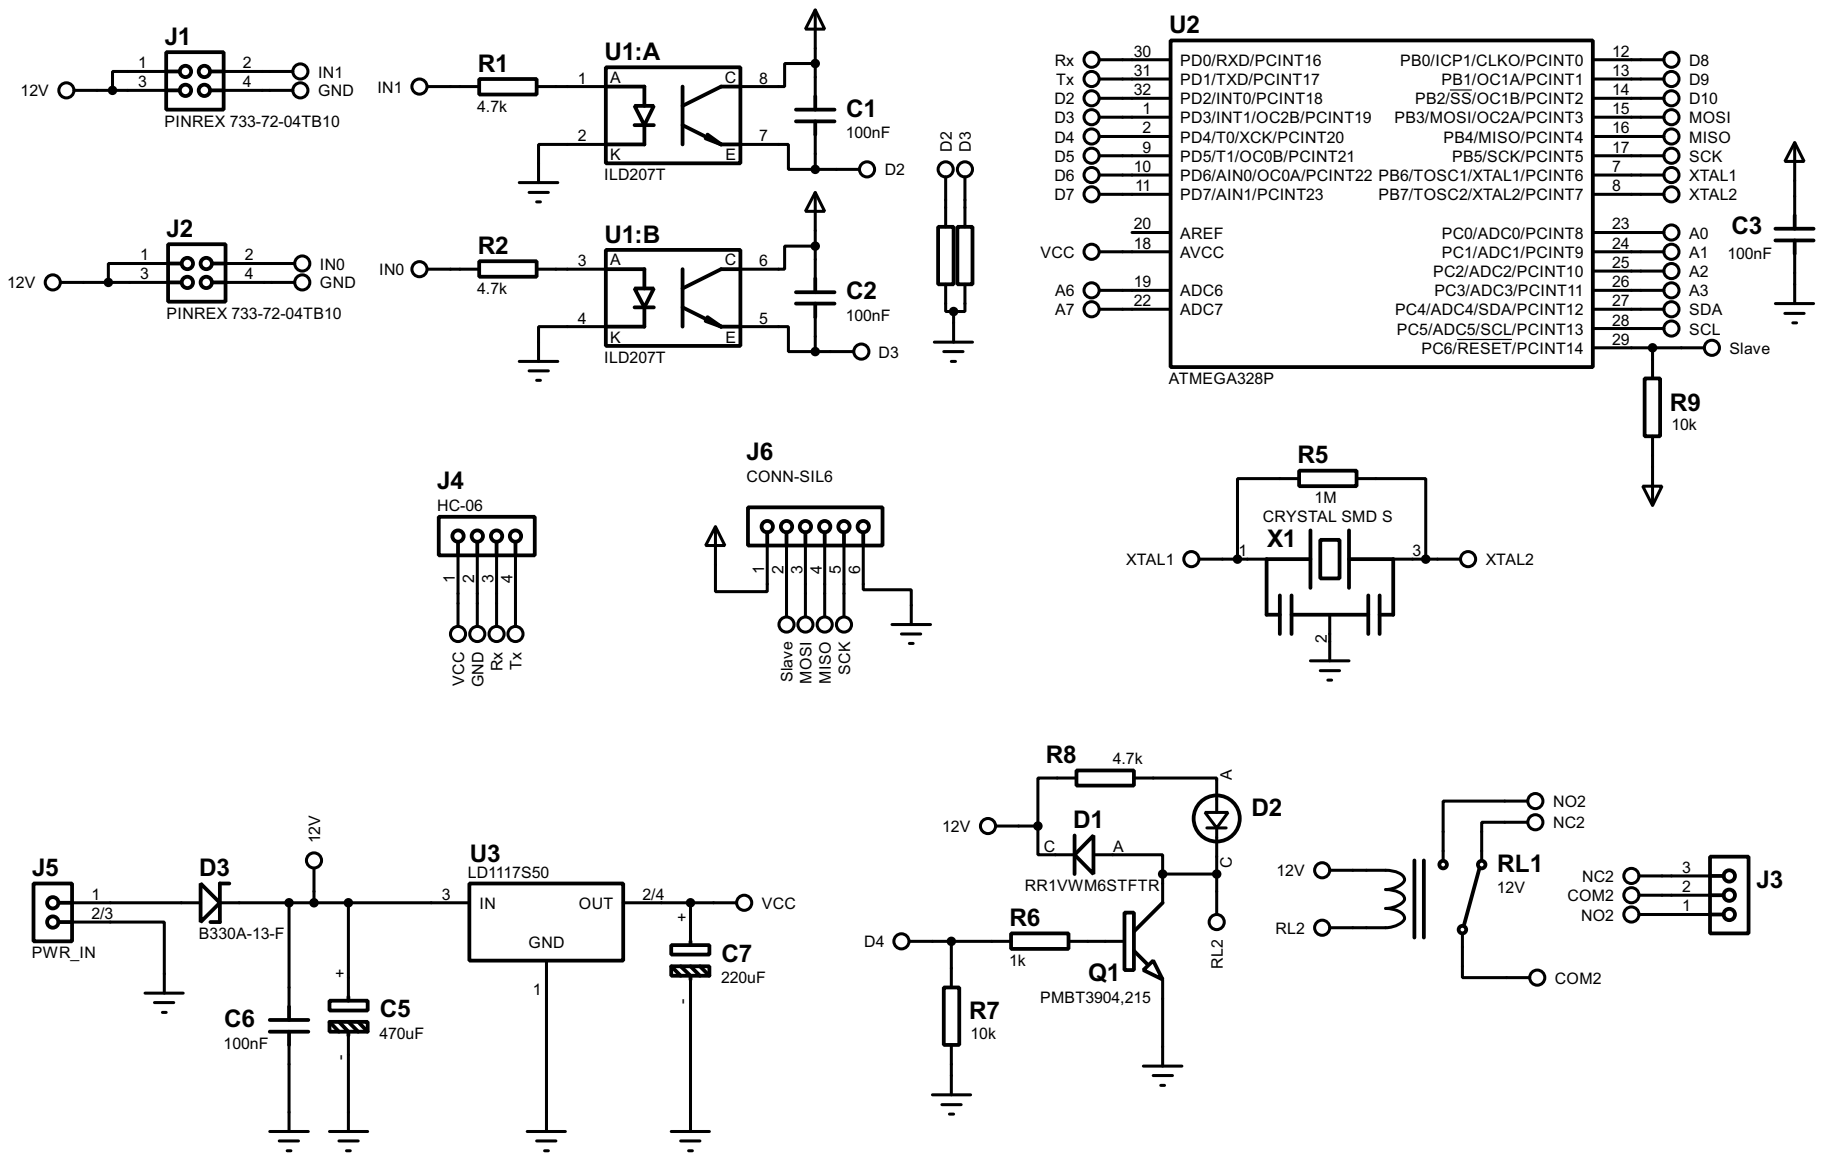 J1
1
2
3
4
12V
IN1
GND
PINREX 733-72-04TB10
J2
1
2
3
4
12V
IN0
GND
PINREX 733-72-04TB10
IN1
R1
4.7k
U1:A
1
A
C
8
2
K
E
7
ILD207T
C1
100nF
D2
IN0
R2
4.7k
U1:B
3
A
C
6
4
K
E
5
ILD207T
C2
100nF
D3
D2
D3
U2
Rx 30 PD0/RXD/PCINT16
Tx 31 PD1/TXD/PCINT17
D2 32 PD2/INT0/PCINT18
D3 1 PD3/INT1/OC2B/PCINT19
D4 2 PD4/T0/XCK/PCINT20
D5 9 PD5/T1/OC0B/PCINT21
D6 10 PD6/AIN0/OC0A/PCINT22
D7 11 PD7/AIN1/PCINT23
20 AREF
VCC 18 AVCC
A6 19 ADC6
A7 22 ADC7
PB0/ICP1/CLKO/PCINT0 12 D8
PB1/OC1A/PCINT1 13 D9
PB2/SS/OC1B/PCINT2 14 D10
PB3/MOSI/OC2A/PCINT3 15 MOSI
PB4/MISO/PCINT4 16 MISO
PB5/SCK/PCINT5 17 SCK
PB6/TOSC1/XTAL1/PCINT6 7 XTAL1
PB7/TOSC2/XTAL2/PCINT7 8 XTAL2
PC0/ADC0/PCINT8 23 A0
PC1/ADC1/PCINT9 24 A1
PC2/ADC2/PCINT10 25 A2
PC3/ADC3/PCINT11 26 A3
PC4/ADC4/SDA/PCINT12 27 SDA
PC5/ADC5/SCL/PCINT13 28 SCL
PC6/RESET/PCINT14 29 Slave
ATMEGA328P
C3
100nF
R9
10k
J4
HC-06
1
2
3
4
VCC
GND
Rx
Tx
J6
CONN-SIL6
1
2
3
4
5
6
Slave
MOSI
MISO
SCK
R5
1M
CRYSTAL SMD S
X1
XTAL1
1
3
XTAL2
2
J5
1
2/3
PWR_IN
D3
B330A-13-F
12V
C6
100nF
+
C5
470uF
-
U3
LD1117S50
3
IN
OUT
2/4
GND
1
VCC
+
C7
220uF
-
R8
4.7k
A
D2
C
12V
D1
C
A
RR1VWM6STFTR
RL2
D4
R6
1k
Q1
PMBT3904,215
R7
10k
12V
RL2
RL1
12V
NO2
NC2
COM2
J3
NC2 3
COM2 2
NO2 1